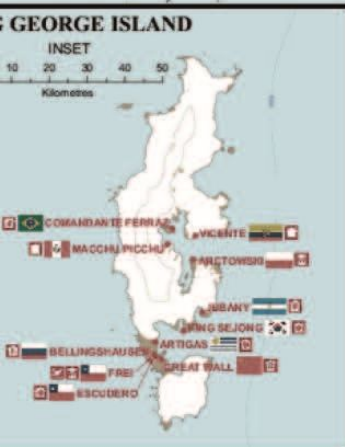 G GEORGE ISLAND
INSET
10 20 30 40 50
Kilometres
COMANDANTE FERRAZ
VICENTE
MACCHU PICCHU
ARCTOWSKI
JUBANY
KING SEJONG
ARTIGAS
BELLINGSHAUSEN
GREAT WALL
FREI
ESCUDERO